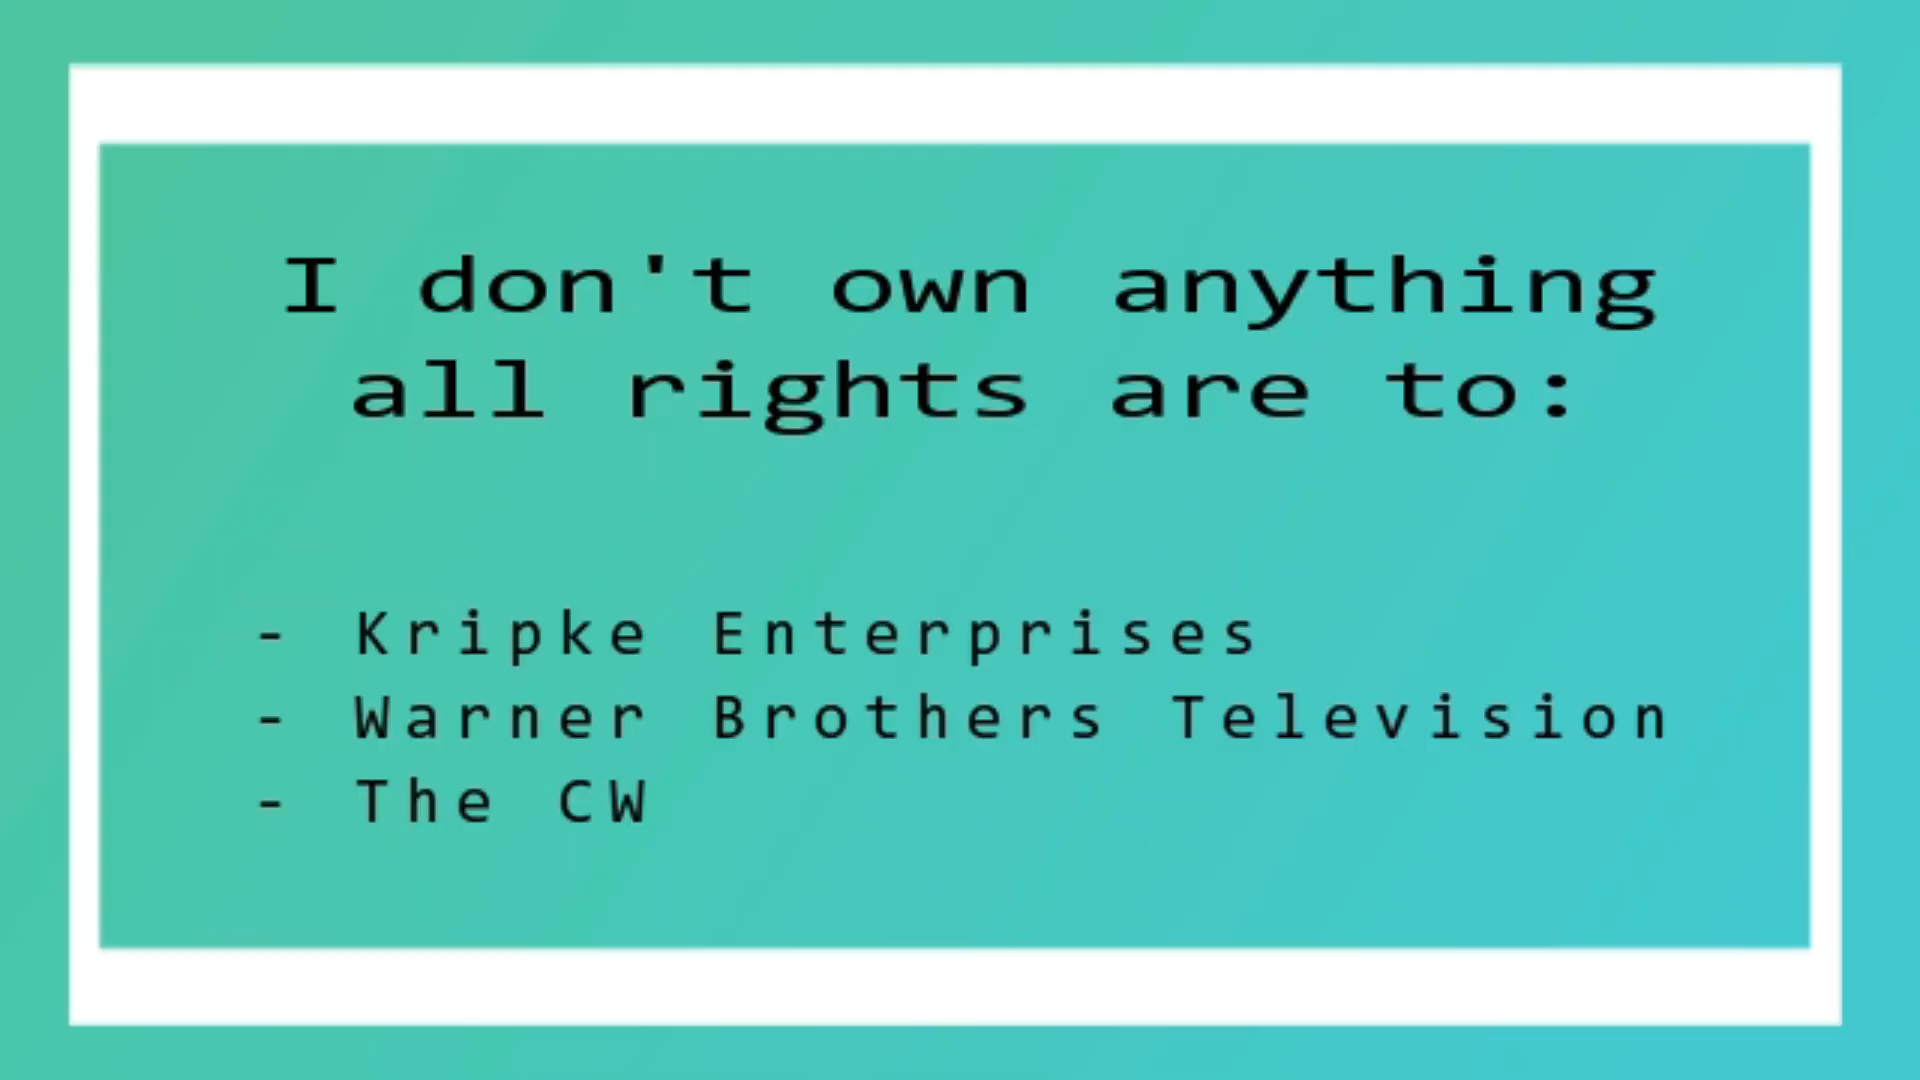 I don't own anything
all rights are to:
- Kripke Enterprises
- Warner Brothers Television
- The CW